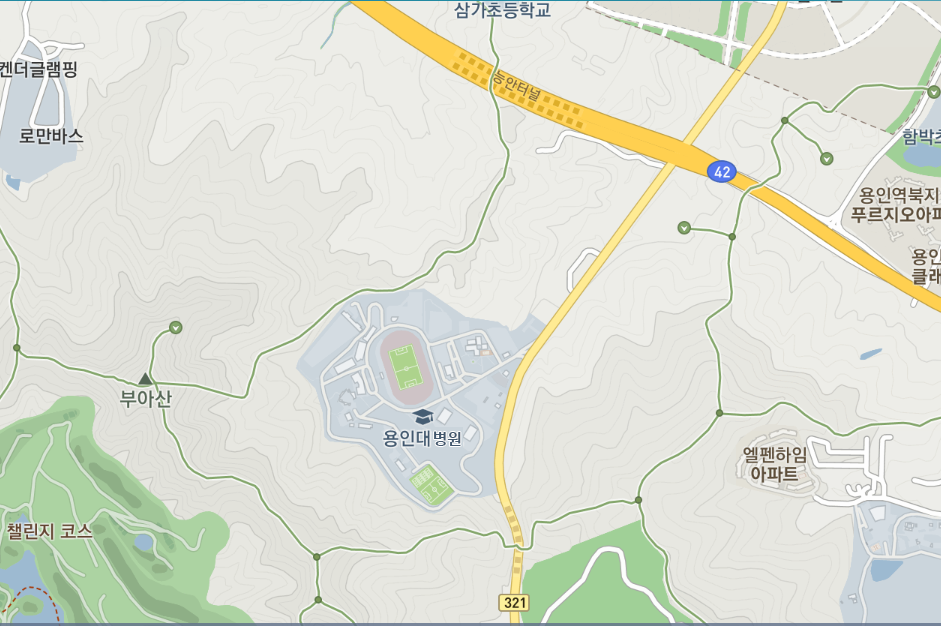 삼가초등학교
켄더글램핑
등안터널
로만바스
함박초
42
용인역북지
푸르지오아파
용인
클래
부아산
용인대병원
엘펜하임
아파트
챌린지 코스
321